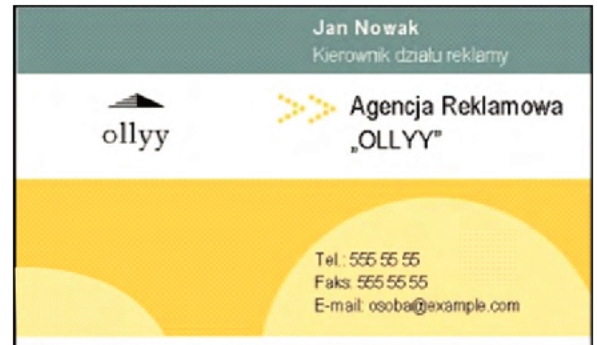 Jan Nowak
Kierownik działu reklamy
ollyy
Agencja Reklamowa
„OLLYY”
Tel.: 555 55 55
Faks: 555 55 55
E-mail: osoba@example.com